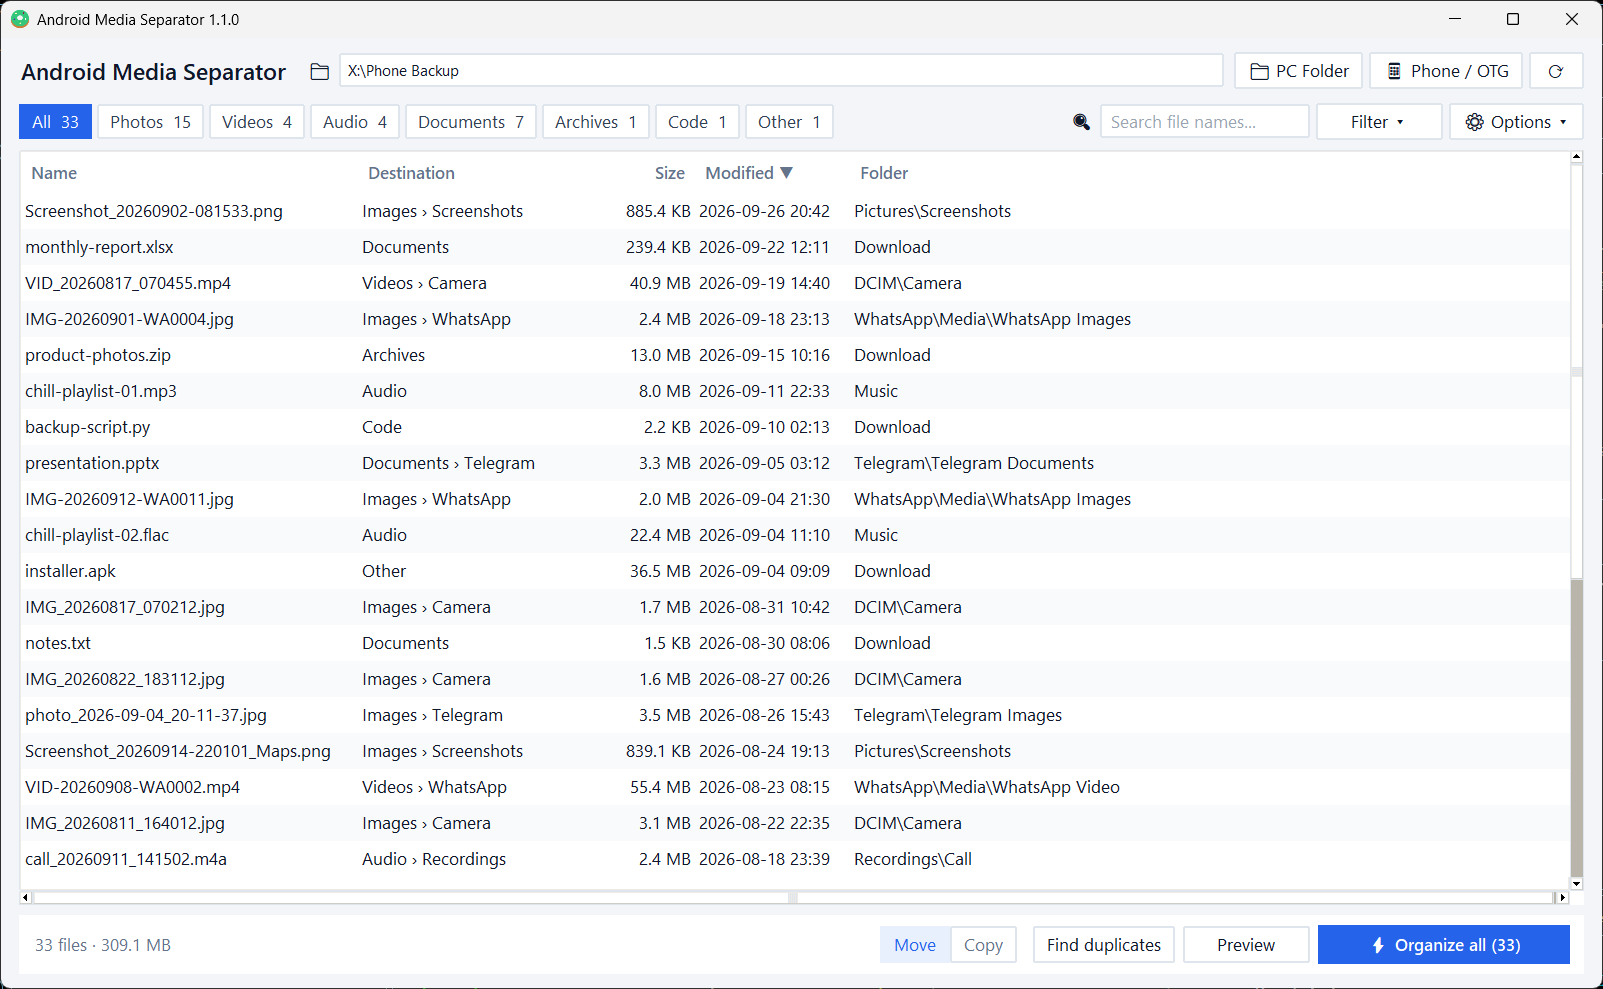 Android Media Separator 1.1.0
Android Media Separator X:\Phone Backup PC Folder Phone / OTG
All 33 Photos 15 Videos 4 Audio 4 Documents 7 Archives 1 Code 1 Other 1 Search file names... Filter Options
Name Destination Size Modified Folder
Screenshot_20260902-081533.png Images › Screenshots 885.4 KB 2026-09-26 20:42 Pictures\Screenshots
monthly-report.xlsx Documents 239.4 KB 2026-09-22 12:11 Download
VID_20260817_070455.mp4 Videos › Camera 40.9 MB 2026-09-19 14:40 DCIM\Camera
IMG-20260901-WA0004.jpg Images › WhatsApp 2.4 MB 2026-09-18 23:13 WhatsApp\Media\WhatsApp Images
product-photos.zip Archives 13.0 MB 2026-09-15 10:16 Download
chill-playlist-01.mp3 Audio 8.0 MB 2026-09-11 22:33 Music
backup-script.py Code 2.2 KB 2026-09-10 02:13 Download
presentation.pptx Documents › Telegram 3.3 MB 2026-09-05 03:12 Telegram\Telegram Documents
IMG-20260912-WA0011.jpg Images › WhatsApp 2.0 MB 2026-09-04 21:30 WhatsApp\Media\WhatsApp Images
chill-playlist-02.flac Audio 22.4 MB 2026-09-04 11:10 Music
installer.apk Other 36.5 MB 2026-09-04 09:09 Download
IMG_20260817_070212.jpg Images › Camera 1.7 MB 2026-08-31 10:42 DCIM\Camera
notes.txt Documents 1.5 KB 2026-08-30 08:06 Download
IMG_20260822_183112.jpg Images › Camera 1.6 MB 2026-08-27 00:26 DCIM\Camera
photo_2026-09-04_20-11-37.jpg Images › Telegram 3.5 MB 2026-08-26 15:43 Telegram\Telegram Images
Screenshot_20260914-220101_Maps.png Images › Screenshots 839.1 KB 2026-08-24 19:13 Pictures\Screenshots
VID-20260908-WA0002.mp4 Videos › WhatsApp 55.4 MB 2026-08-23 08:15 WhatsApp\Media\WhatsApp Video
IMG_20260811_164012.jpg Images › Camera 3.1 MB 2026-08-22 22:35 DCIM\Camera
call_20260911_141502.m4a Audio › Recordings 2.4 MB 2026-08-18 23:39 Recordings\Call
33 files · 309.1 MB Move Copy Find duplicates Preview Organize all (33)